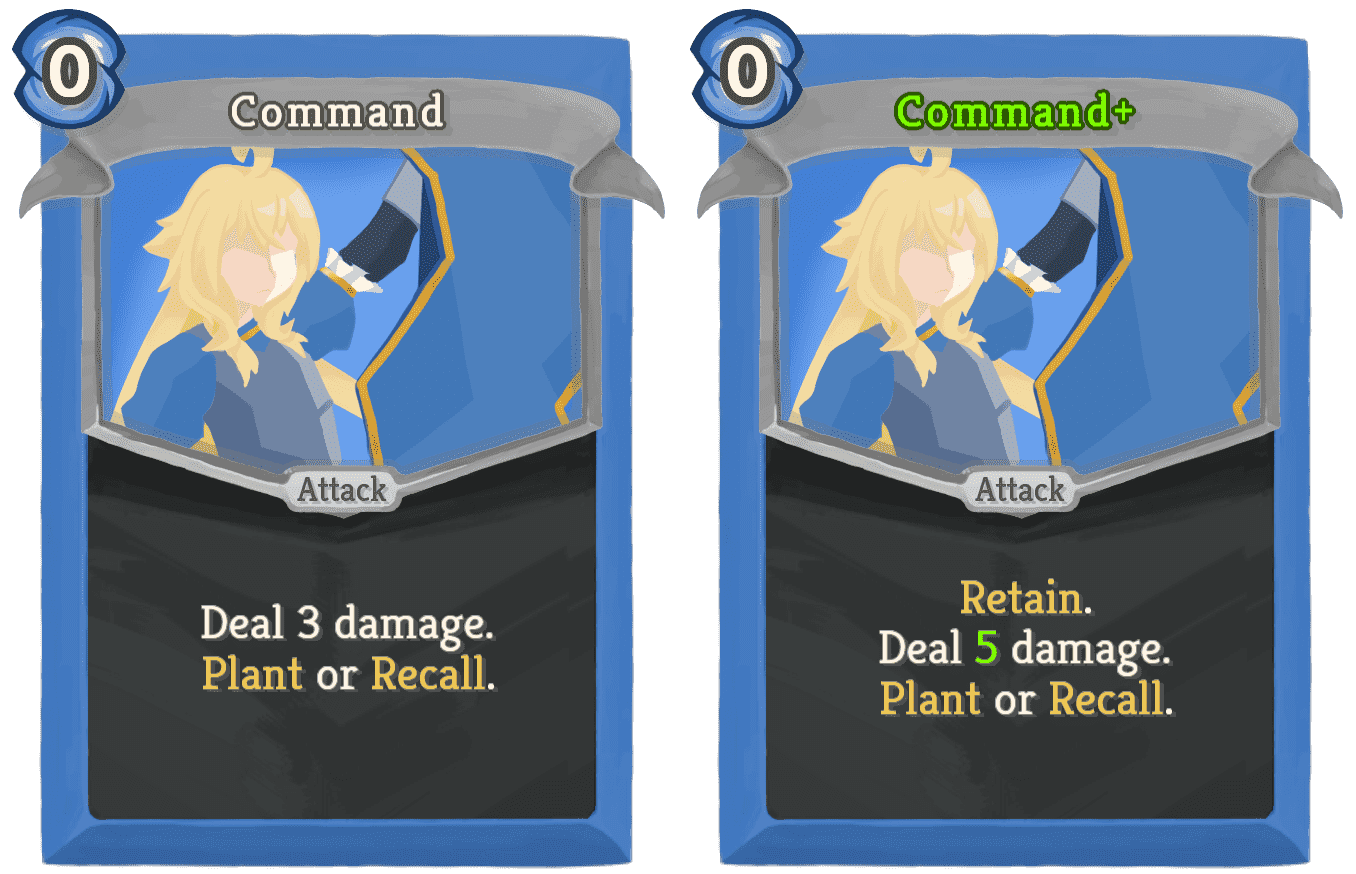 0
Command
Attack
Deal 3 damage.
Plant or Recall.
0
Command+
Attack
Retain.
Deal 5 damage.
Plant or Recall.